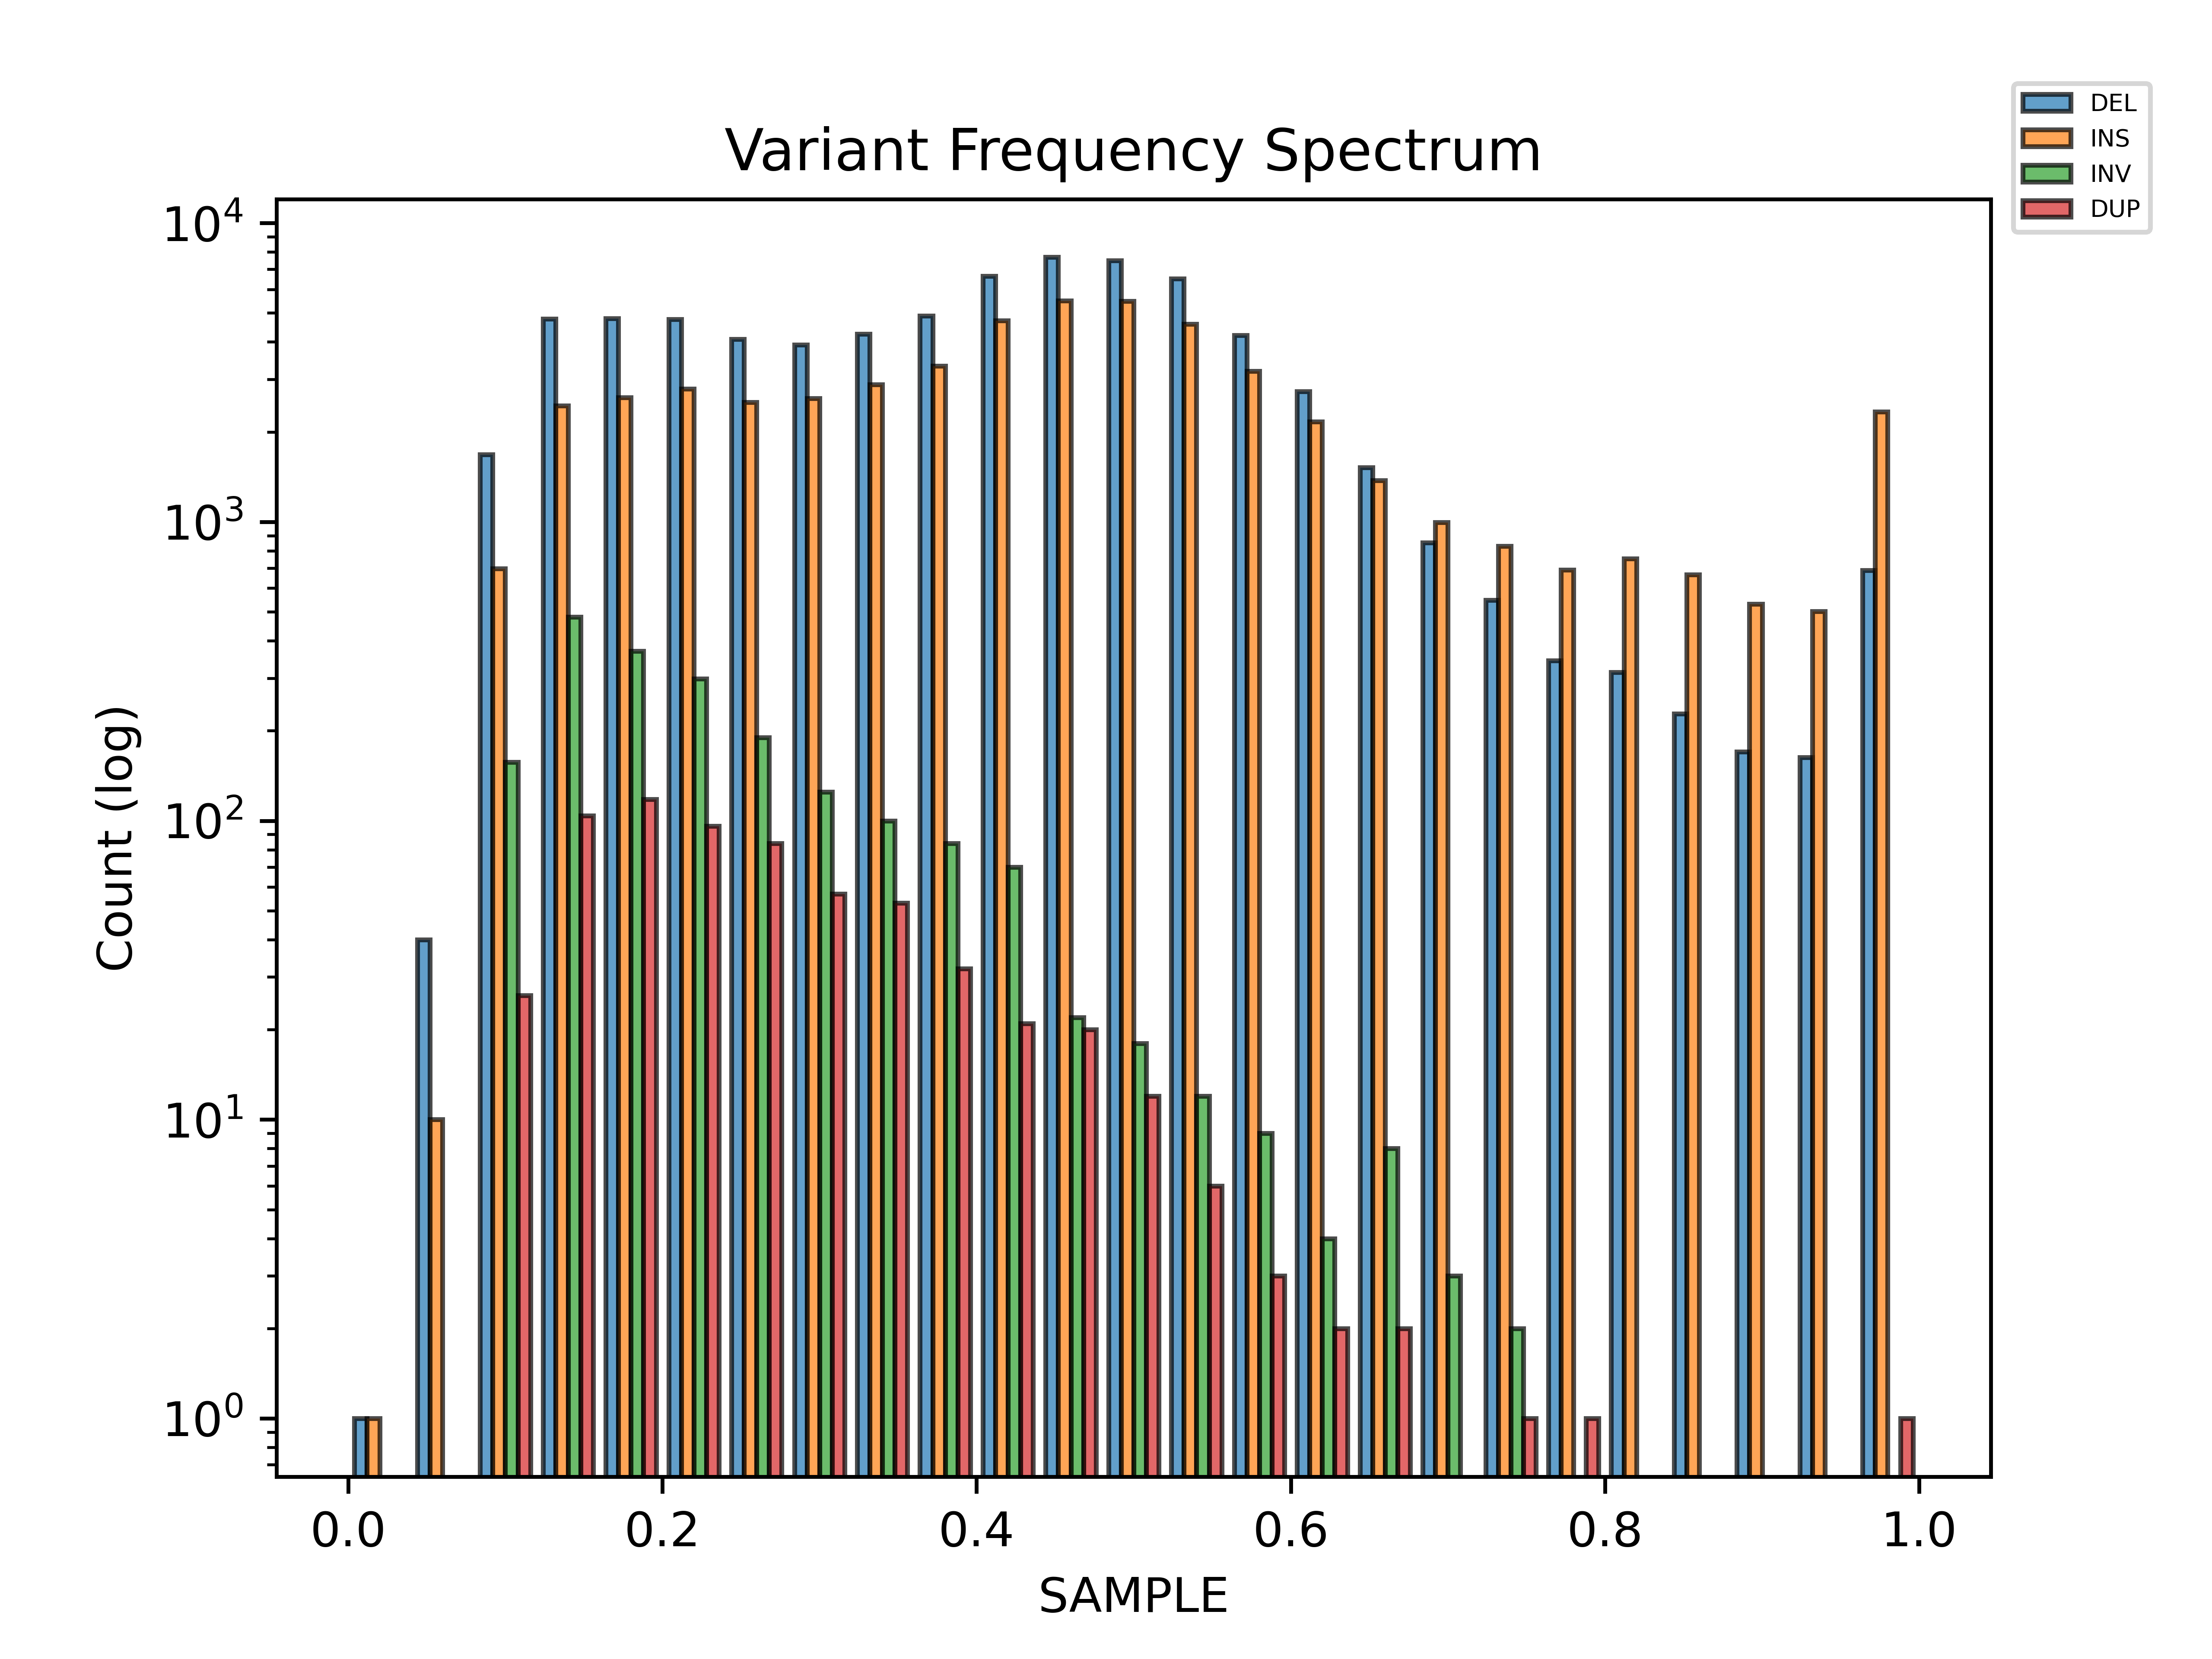 DEL
INS
INV
DUP
Variant Frequency Spectrum
10⁴
10³
10²
10¹
10⁰
Count (log)
0.0 0.2 0.4 0.6 0.8 1.0
SAMPLE